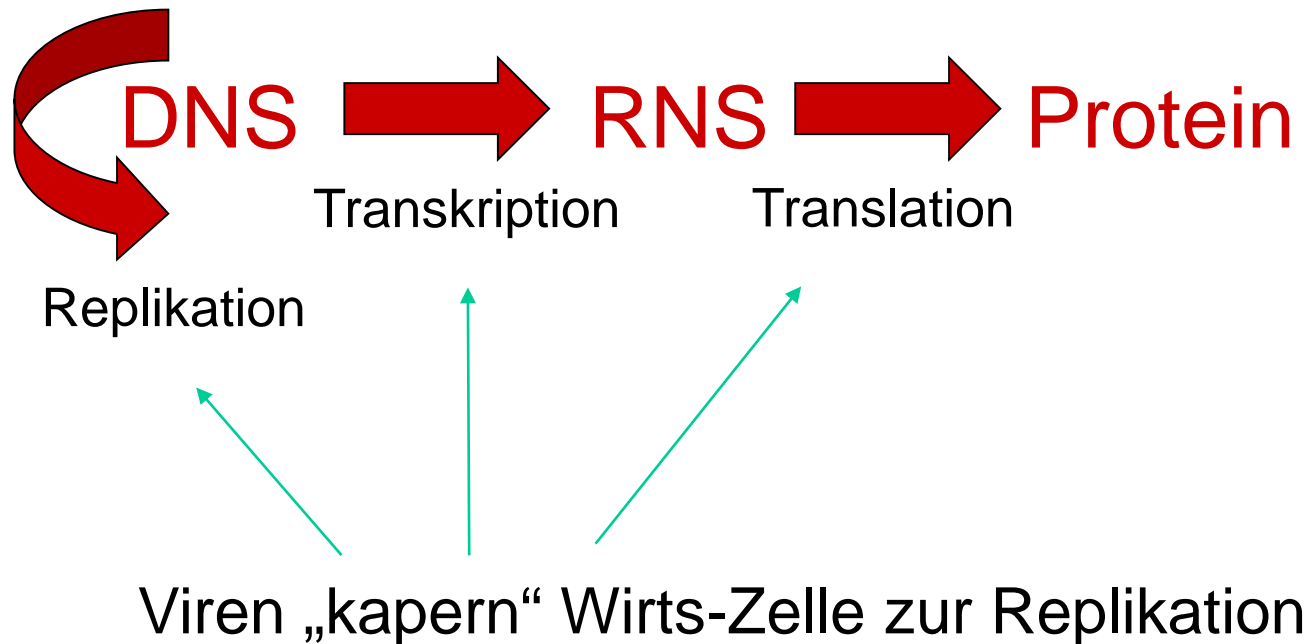 DNS RNS Protein
Transkription Translation
Replikation
Viren „kapern“ Wirts-Zelle zur Replikation